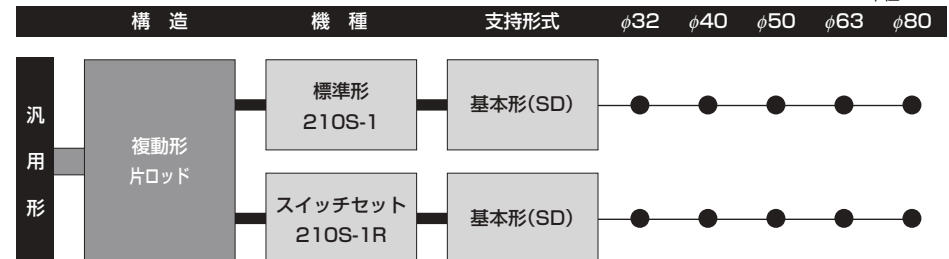 構 造 機 種 支持形式 φ32 φ40 φ50 φ63 φ80
汎用形
複動形
片ロッド
標準形
210S-1
基本形(SD)
スイッチセット
210S-1R
基本形(SD)